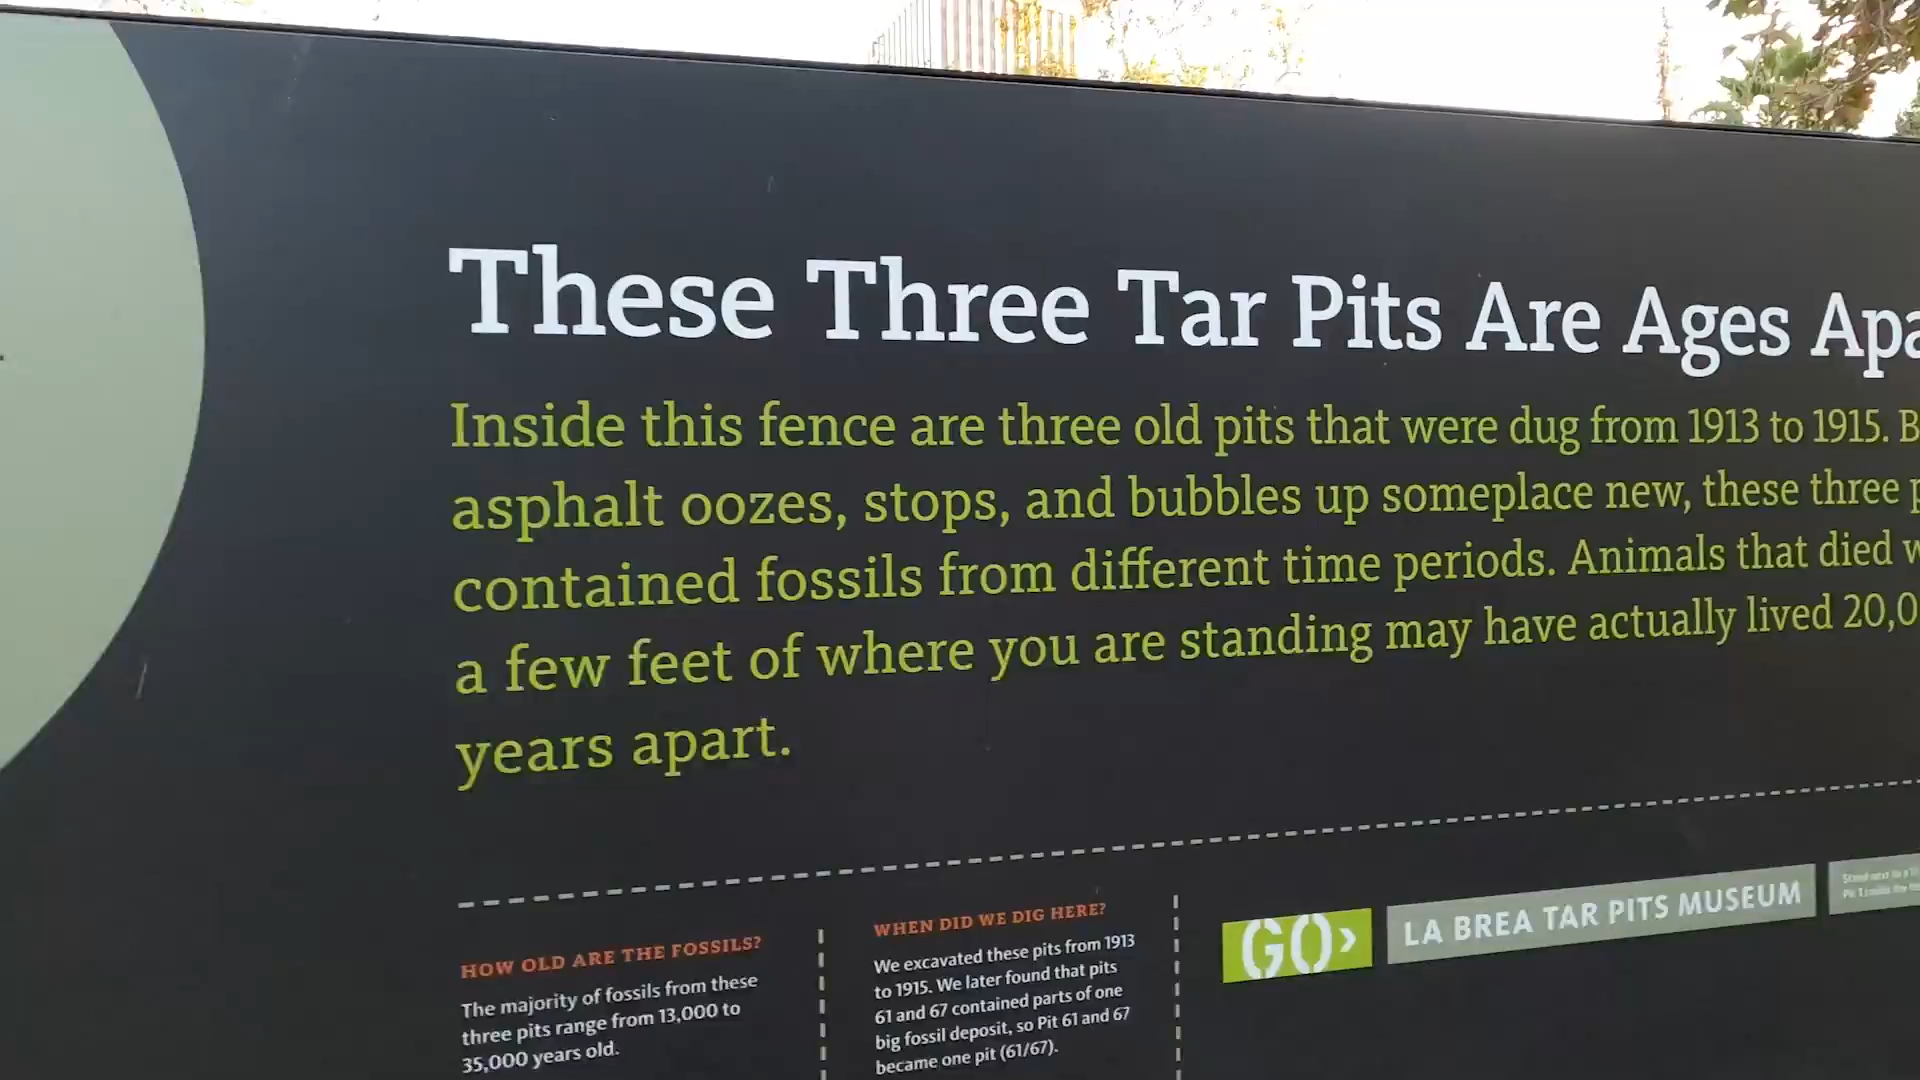 These Three Tar Pits Are Ages Apa
Inside this fence are three old pits that were dug from 1913 to 1915. B
asphalt oozes, stops, and bubbles up someplace new, these three p
contained fossils from different time periods. Animals that died w
a few feet of where you are standing may have actually lived 20,0
years apart.
HOW OLD ARE THE FOSSILS?
The majority of fossils from these
three pits range from 13,000 to
35,000 years old.
WHEN DID WE DIG HERE?
We excavated these pits from 1913
to 1915. We later found that pits
61 and 67 contained parts of one
big fossil deposit, so Pit 61 and 67
became one pit (61/67).
GO›
LA BREA TAR PITS MUSEUM